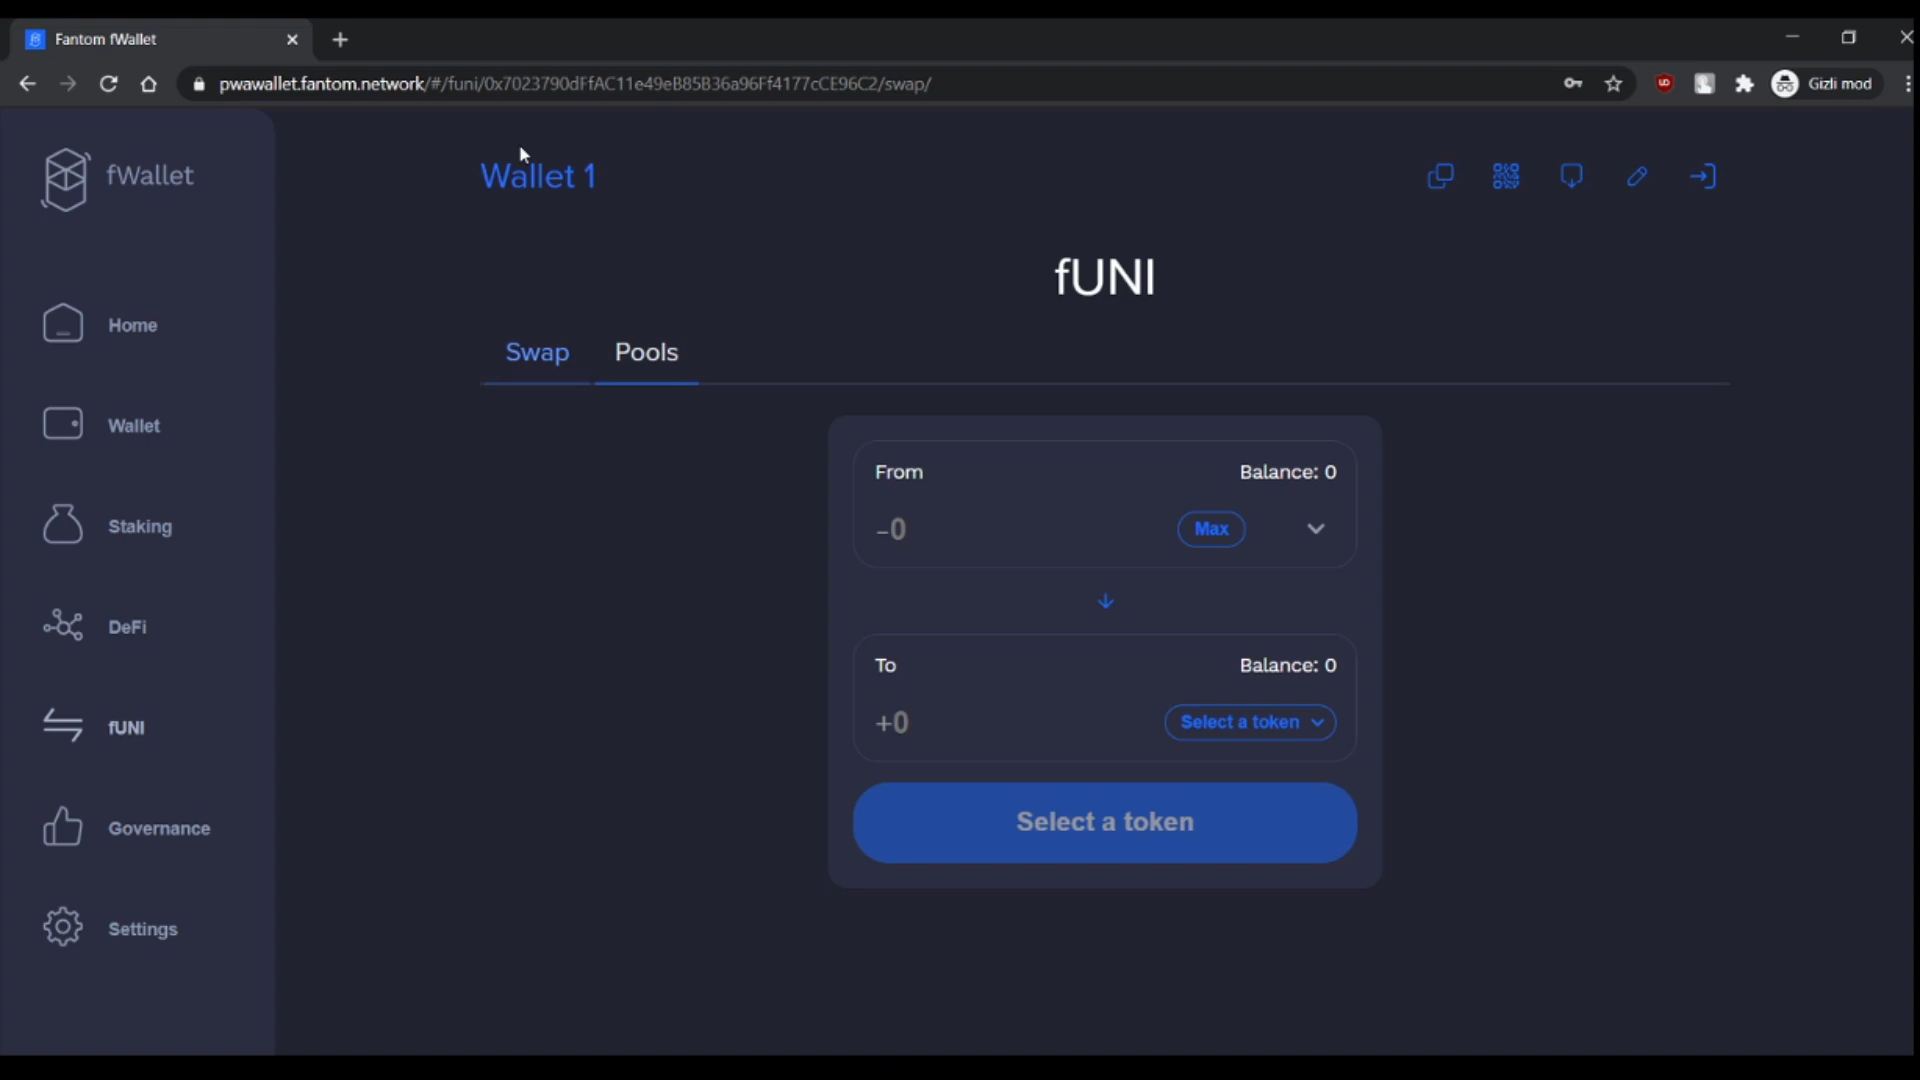 Fantom fWallet
pwawallet.fantom.network/#/funi/0x7023790dFfAC11e49eB85B36a96Ff4177cCE96C2/swap/
Gizli mod
fWallet
Wallet 1
fUNI
Swap
Pools
Home
Wallet
Staking
DeFi
fUNI
Governance
Settings
From
Balance: 0
-0
Max
To
Balance: 0
+0
Select a token
Select a token